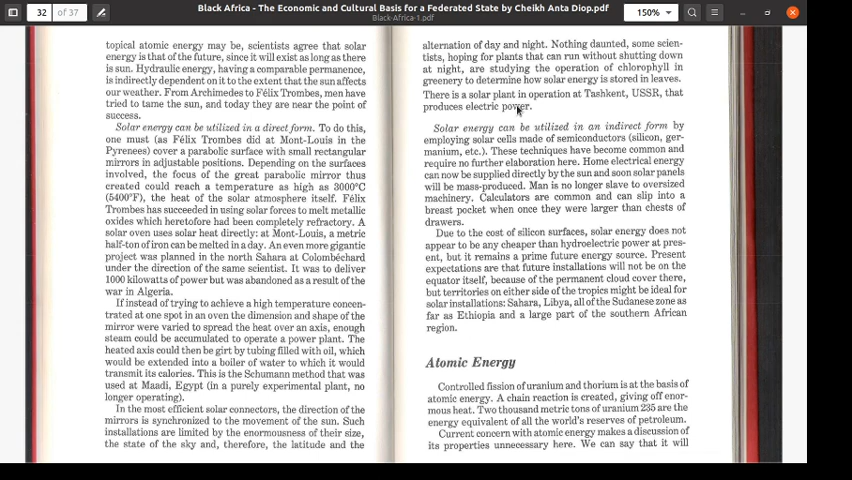 32 of 37
Black Africa - The Economic and Cultural Basis for a Federated State by Cheikh Anta Diop.pdf
Black-Africa-1.pdf
150%
topical atomic energy may be, scientists agree that solar
energy is that of the future, since it will exist as long as there
is sun. Hydraulic energy, having a comparable permanence,
is indirectly dependent on it to the extent that the sun affects
our weather. From Archimedes to Félix Trombes, men have
tried to tame the sun, and today they are near the point of
success.
Solar energy can be utilized in a direct form. To do this,
one must (as Félix Trombes did at Mont-Louis in the
Pyrenees) cover a parabolic surface with small rectangular
mirrors in adjustable positions. Depending on the surfaces
involved, the focus of the great parabolic mirror thus
created could reach a temperature as high as 3000°C
(5400°F), the heat of the solar atmosphere itself. Félix
Trombes has succeeded in using solar forces to melt metallic
oxides which heretofore had been completely refractory. A
solar oven uses solar heat directly: at Mont-Louis, a metric
half-ton of iron can be melted in a day. An even more gigantic
project was planned in the north Sahara at Colombéchard
under the direction of the same scientist. It was to deliver
1000 kilowatts of power but was abandoned as a result of the
war in Algeria.
If instead of trying to achieve a high temperature concen-
trated at one spot in an oven the dimension and shape of the
mirror were varied to spread the heat over an axis, enough
steam could be accumulated to operate a power plant. The
heated axis could then be girt by tubing filled with oil, which
would be extended into a boiler of water to which it would
transmit its calories. This is the Schumann method that was
used at Maadi, Egypt (in a purely experimental plant, no
longer operating).
In the most efficient solar connectors, the direction of the
mirrors is synchronized to the movement of the sun. Such
installations are limited by the enormousness of their size,
the state of the sky and, therefore, the latitude and the
alternation of day and night. Nothing daunted, some scien-
tists, hoping for plants that can run without shutting down
at night, are studying the operation of chlorophyll in
greenery to determine how solar energy is stored in leaves.
There is a solar plant in operation at Tashkent, USSR, that
produces electric power.
Solar energy can be utilized in an indirect form by
employing solar cells made of semiconductors (silicon, ger-
manium, etc.). These techniques have become common and
require no further elaboration here. Home electrical energy
can now be supplied directly by the sun and soon solar panels
will be mass-produced. Man is no longer slave to oversized
machinery. Calculators are common and can slip into a
breast pocket when once they were larger than chests of
drawers.
Due to the cost of silicon surfaces, solar energy does not
appear to be any cheaper than hydroelectric power at pres-
ent, but it remains a prime future energy source. Present
expectations are that future installations will not be on the
equator itself, because of the permanent cloud cover there,
but territories on either side of the tropics might be ideal for
solar installations: Sahara, Libya, all of the Sudanese zone as
far as Ethiopia and a large part of the southern African
region.
Atomic Energy
Controlled fission of uranium and thorium is at the basis of
atomic energy. A chain reaction is created, giving off enor-
mous heat. Two thousand metric tons of uranium 235 are the
energy equivalent of all the world's reserves of petroleum.
Current concern with atomic energy makes a discussion of
its properties unnecessary here. We can say that it will